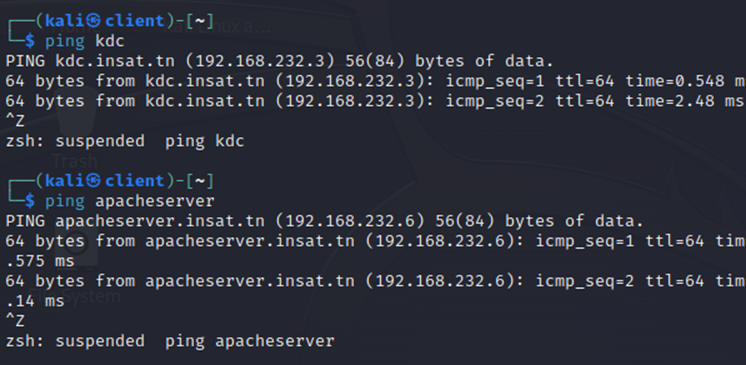 ┌──(kali㉿client)-[~]
└─$ ping kdc
PING kdc.insat.tn (192.168.232.3) 56(84) bytes of data.
64 bytes from kdc.insat.tn (192.168.232.3): icmp_seq=1 ttl=64 time=0.548 m
64 bytes from kdc.insat.tn (192.168.232.3): icmp_seq=2 ttl=64 time=2.48 ms
^Z
zsh: suspended  ping kdc
Trash
┌──(kali㉿client)-[~]
└─$ ping apacheserver
PING apacheserver.insat.tn (192.168.232.6) 56(84) bytes of data.
64 bytes from apacheserver.insat.tn (192.168.232.6): icmp_seq=1 ttl=64 tim
.575 ms
64 bytes from apacheserver.insat.tn (192.168.232.6): icmp_seq=2 ttl=64 tim
.14 ms
System
^Z
zsh: suspended  ping apacheserver